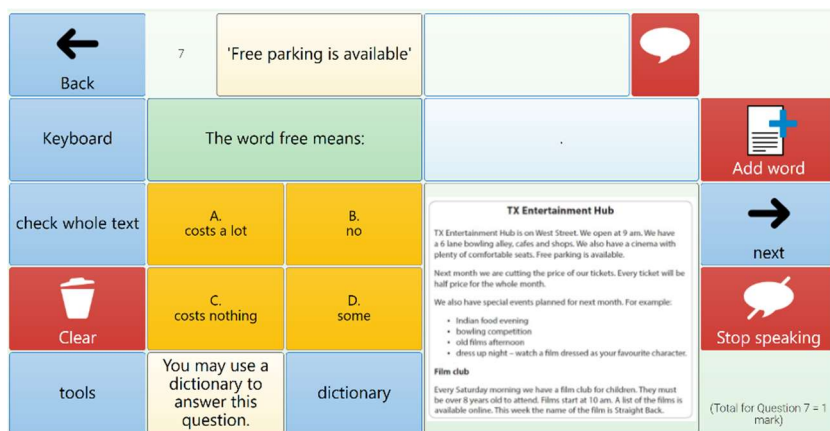 Back
7
'Free parking is available'
Keyboard
The word free means:
.
Add word
check whole text
A.
costs a lot
B.
no
TX Entertainment Hub
TX Entertainment Hub is on West Street. We open at 9 am. We have
a 6 lane bowling alley, cafes and shops. We also have a cinema with
plenty of comfortable seats. Free parking is available.
Next month we are cutting the price of our tickets. Every ticket will be
half price for the whole month.
We also have special events planned for next month. For example:
• Indian food evening
• bowling competition
• old films afternoon
• dress up night – watch a film dressed as your favourite character.
Film club
Every Saturday morning we have a film club for children. They must
be over 8 years old to attend. Films start at 10 am. A list of the films is
available online. This week the name of the film is Straight Back.
next
Clear
C.
costs nothing
D.
some
Stop speaking
tools
You may use a
dictionary to
answer this
question.
dictionary
(Total for Question 7 = 1
mark)